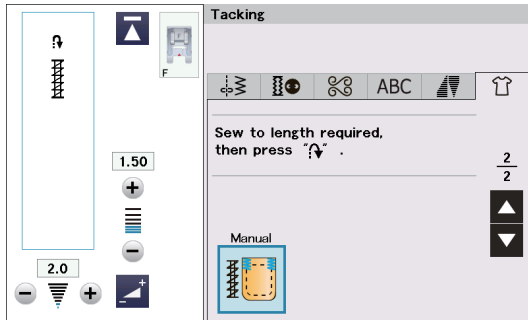 Tacking
F
ABC
Sew to length required,
then press "↷" .
1.50
2
2
Manual
2.0